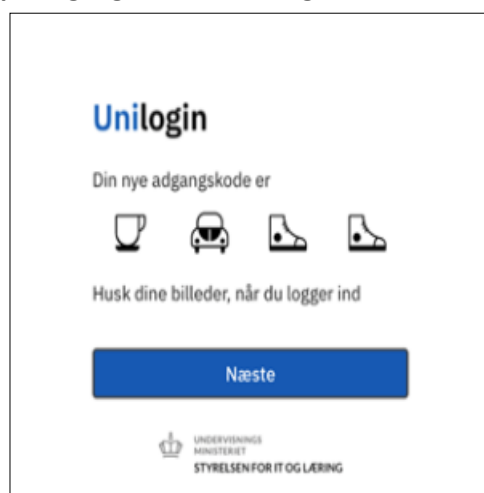 Unilogin
Din nye adgangskode er
Husk dine billeder, når du logger ind
Næste
UNDERVISNINGS
MINISTERIET
STYRELSEN FOR IT OG LÆRING